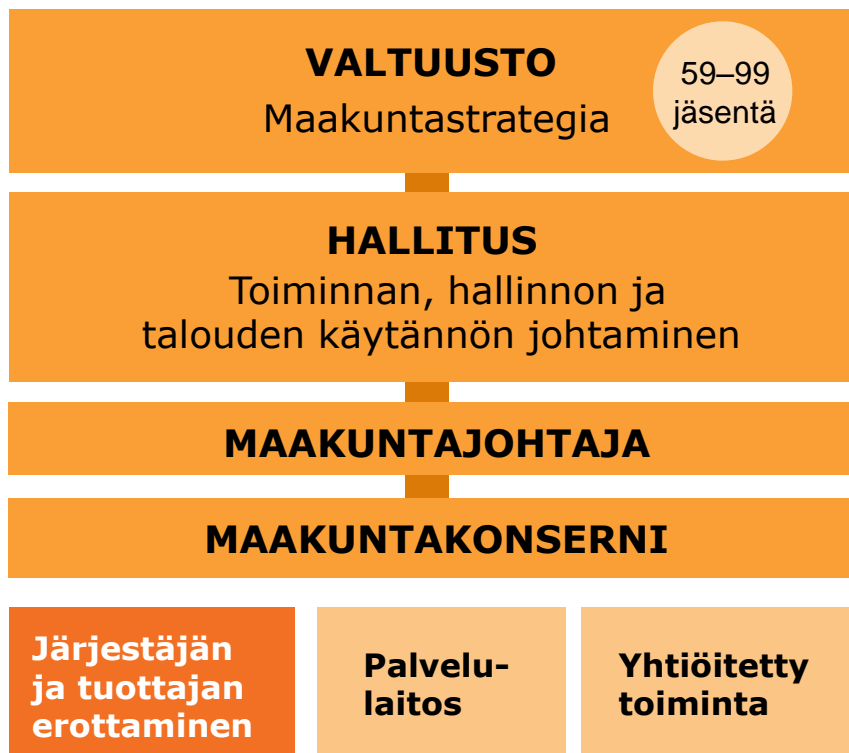 VALTUUSTO
Maakuntastrategia
59–99
jäsentä
HALLITUS
Toiminnan, hallinnon ja
talouden käytännön johtaminen
MAAKUNTAJOHTAJA
MAAKUNTAKONSERNI
Järjestäjän
ja tuottajan
erottaminen
Palvelu-
laitos
Yhtiöitetty
toiminta